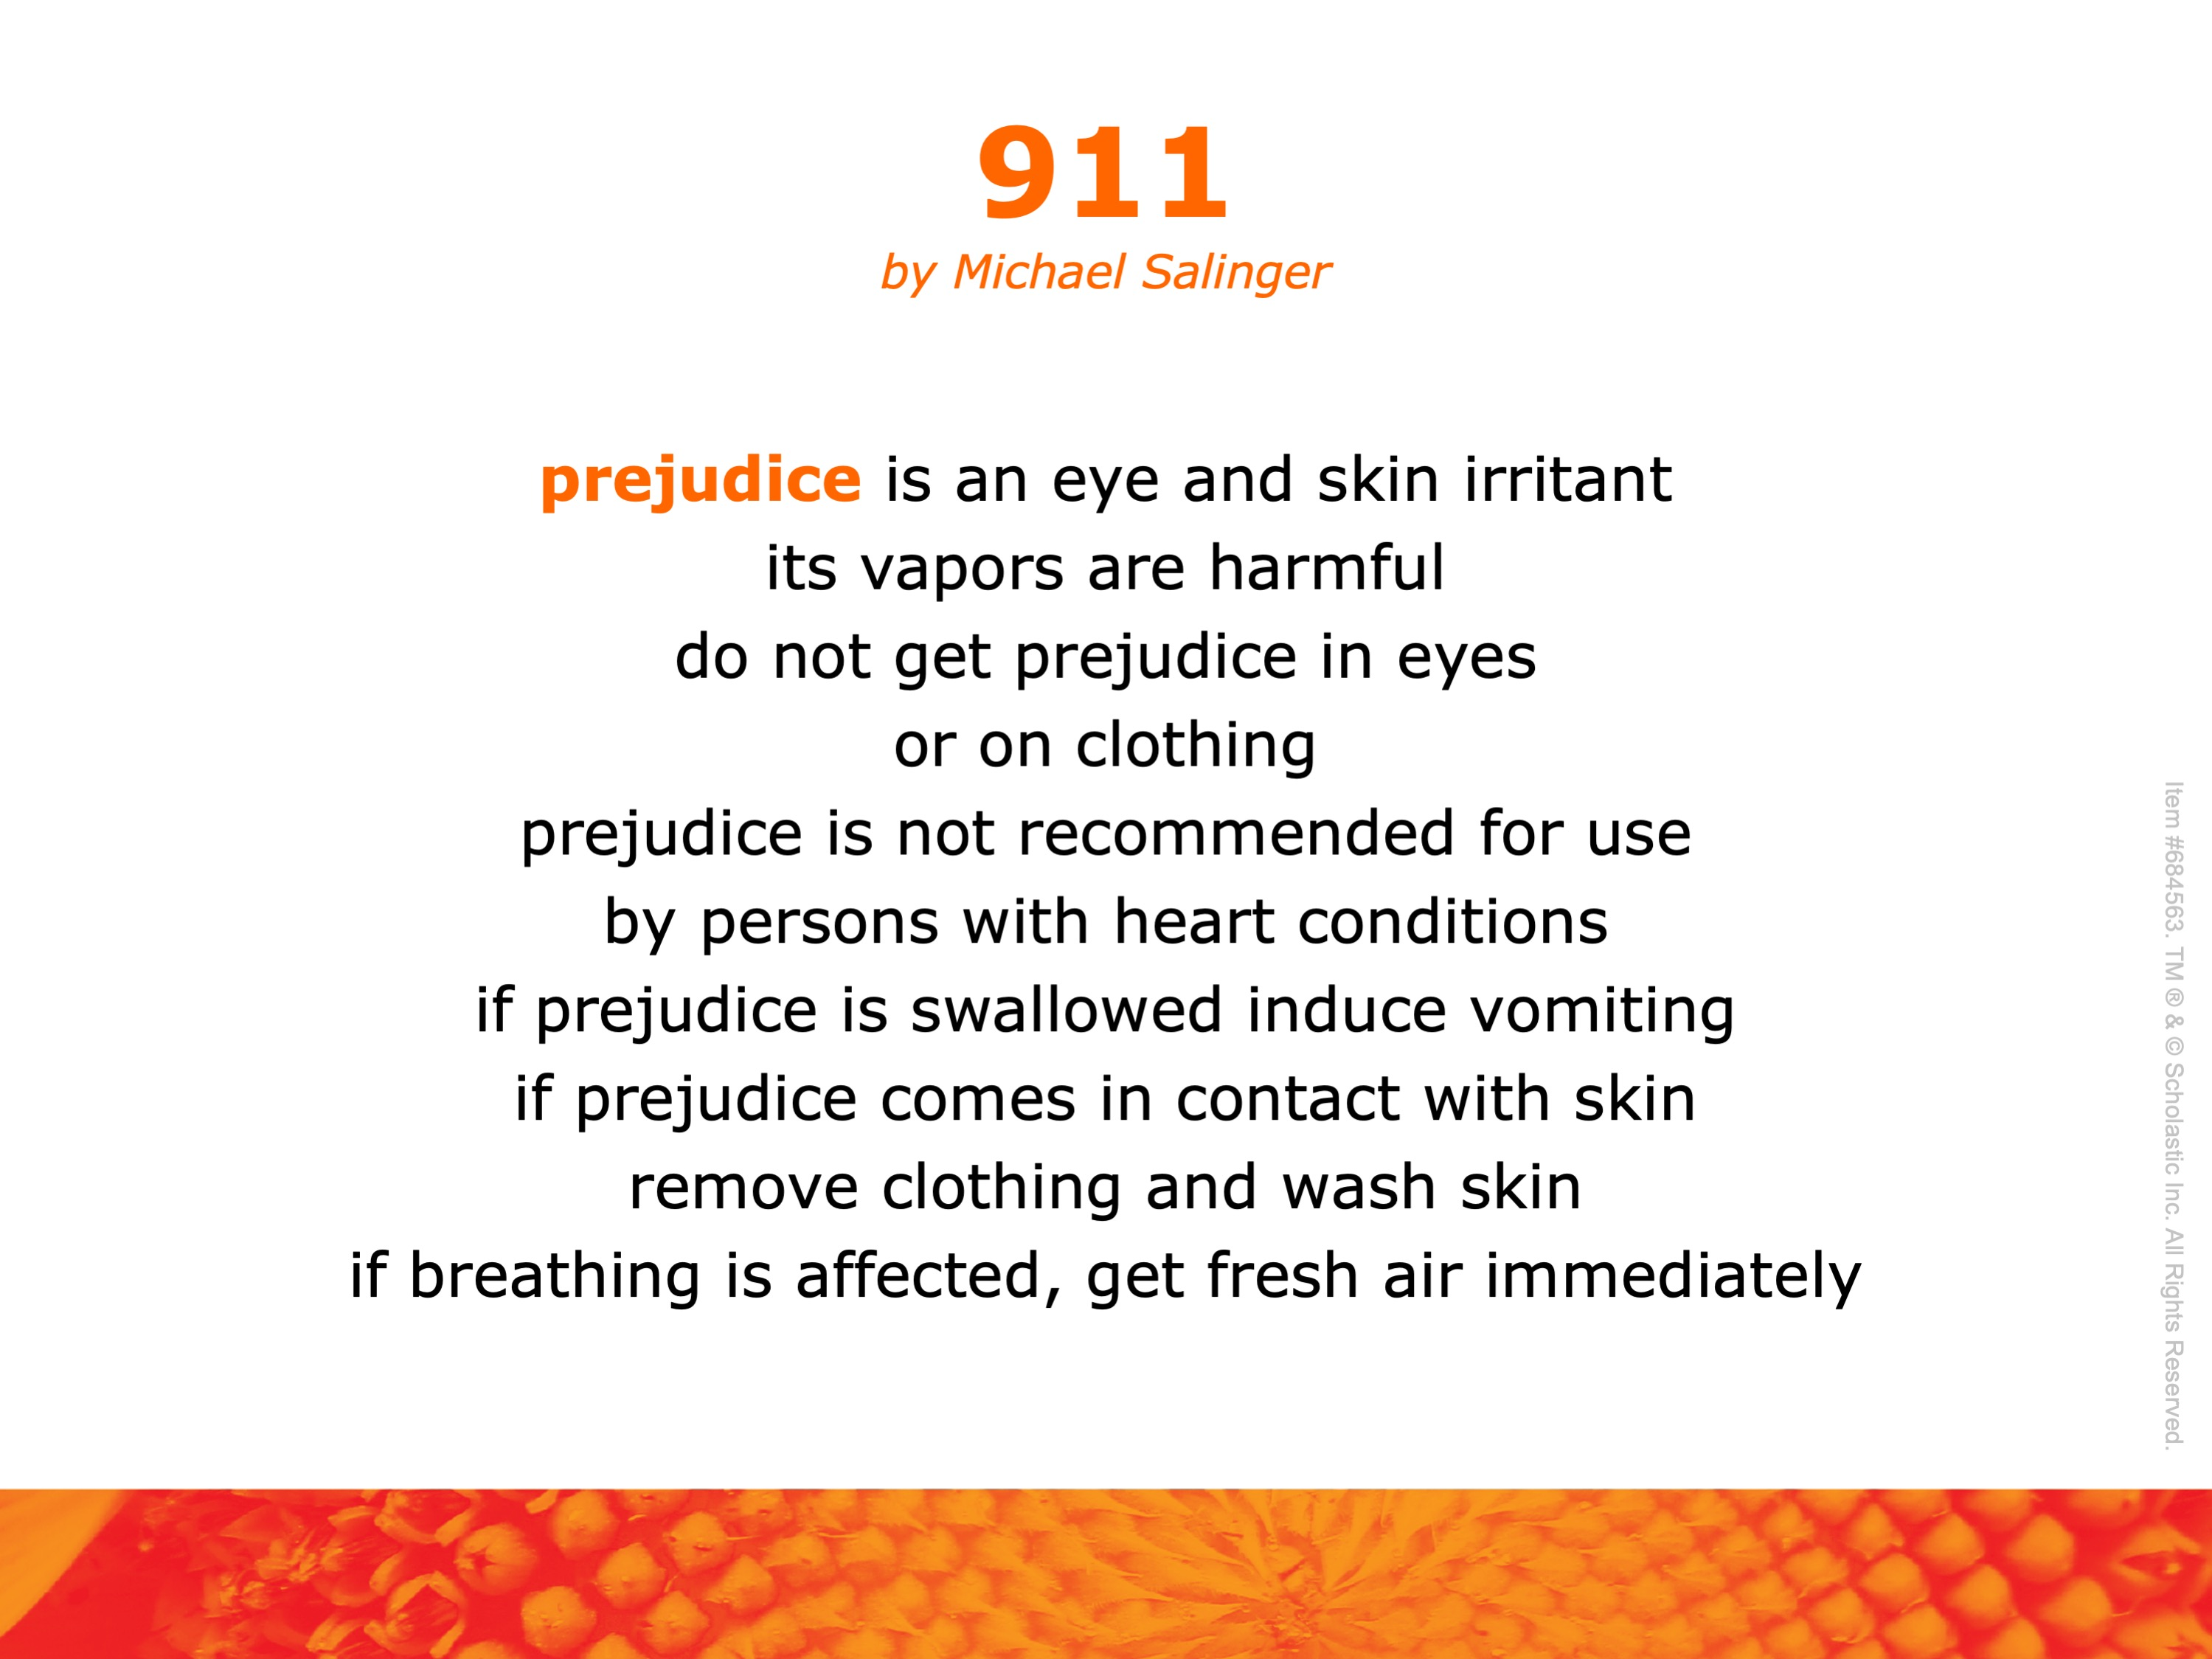 911
by Michael Salinger
prejudice is an eye and skin irritant
its vapors are harmful
do not get prejudice in eyes
or on clothing
prejudice is not recommended for use
by persons with heart conditions
if prejudice is swallowed induce vomiting
if prejudice comes in contact with skin
remove clothing and wash skin
if breathing is affected, get fresh air immediately
Item #684563. TM ® & © Scholastic Inc. All Rights Reserved.